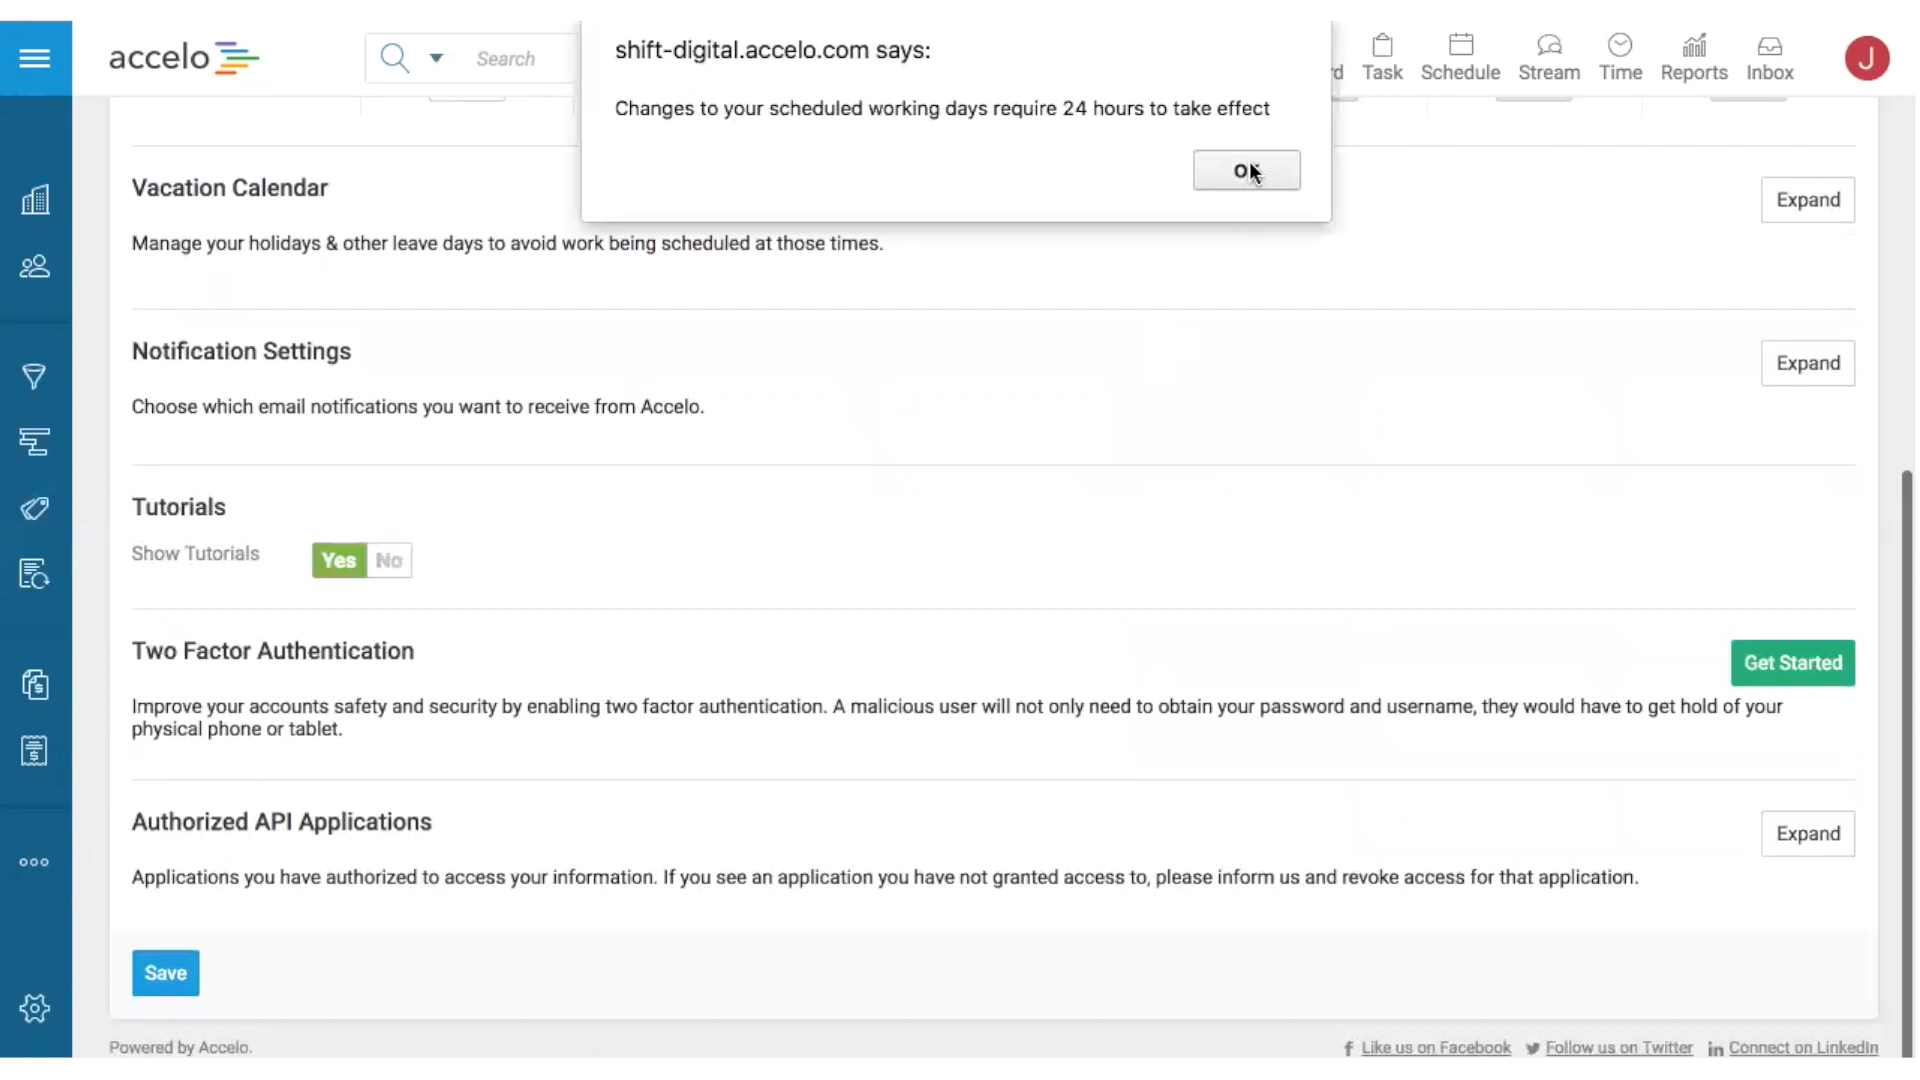 accelo
Search
shift-digital.accelo.com says:
Changes to your scheduled working days require 24 hours to take effect
Task
Schedule
Stream
Time
Reports
Inbox
J
Vacation Calendar
Expand
Manage your holidays & other leave days to avoid work being scheduled at those times.
Notification Settings
Expand
Choose which email notifications you want to receive from Accelo.
Tutorials
Show Tutorials
Yes No
Two Factor Authentication
Get Started
Improve your accounts safety and security by enabling two factor authentication. A malicious user will not only need to obtain your password and username, they would have to get hold of your
physical phone or tablet.
Authorized API Applications
Expand
Applications you have authorized to access your information. If you see an application you have not granted access to, please inform us and revoke access for that application.
Save
Powered by Accelo.
Like us on Facebook
Follow us on Twitter
Connect on LinkedIn